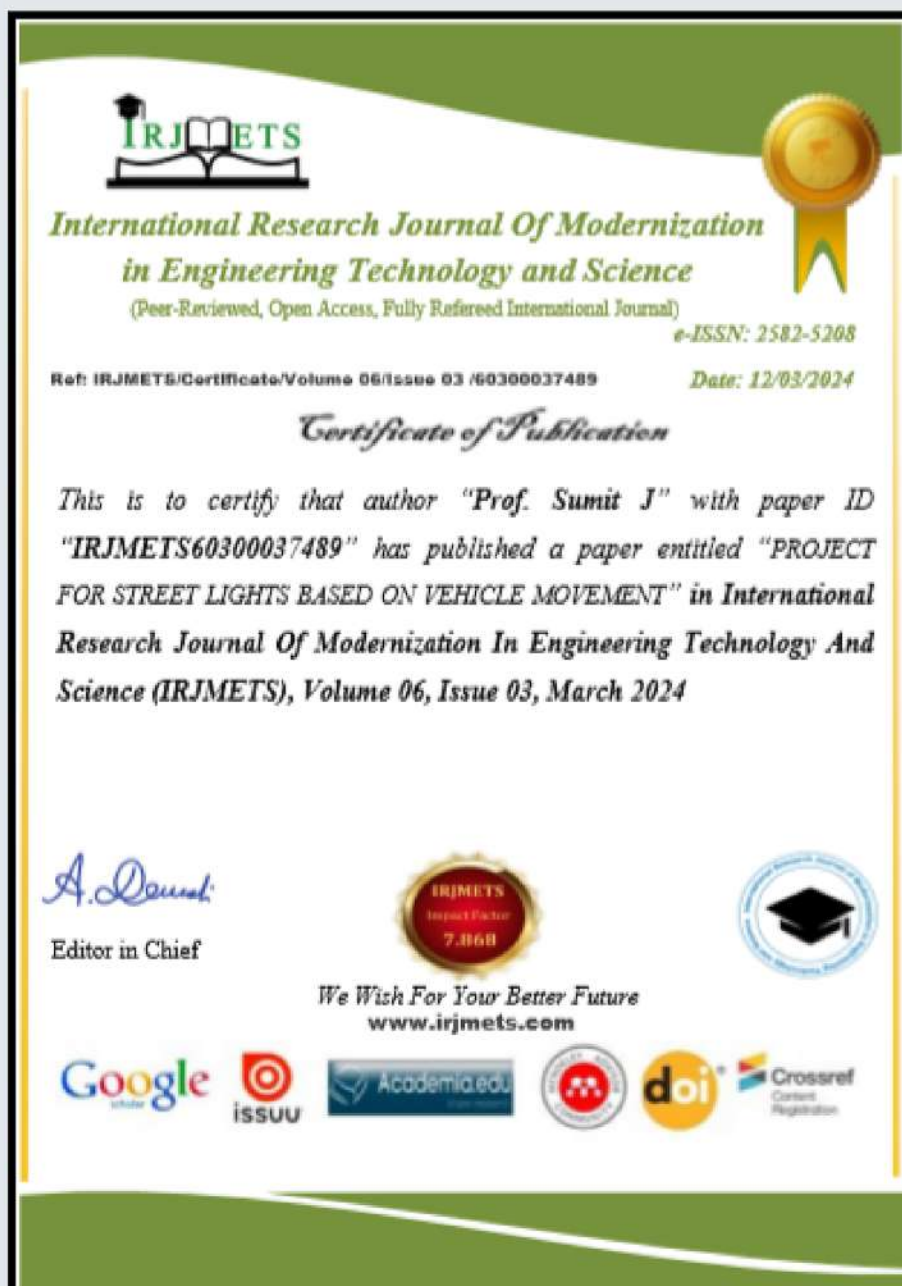 IRJMETS
International Research Journal Of Modernization
in Engineering Technology and Science
(Peer-Reviewed, Open Access, Fully Refereed International Journal)
e-ISSN: 2582-5208
Ref: IRJMETS/Certificate/Volume 06/Issue 03 /60300037489
Date: 12/03/2024
Certificate of Publication
This is to certify that author "Prof. Sumit J" with paper ID
"IRJMETS60300037489" has published a paper entitled "PROJECT
FOR STREET LIGHTS BASED ON VEHICLE MOVEMENT" in International
Research Journal Of Modernization In Engineering Technology And
Science (IRJMETS), Volume 06, Issue 03, March 2024
Editor in Chief
IRJMETS
Impact Factor
7.868
We Wish For Your Better Future
www.irjmets.com
Google
scholar
issuu
Academia.edu
doi
Crossref
Content
Registration